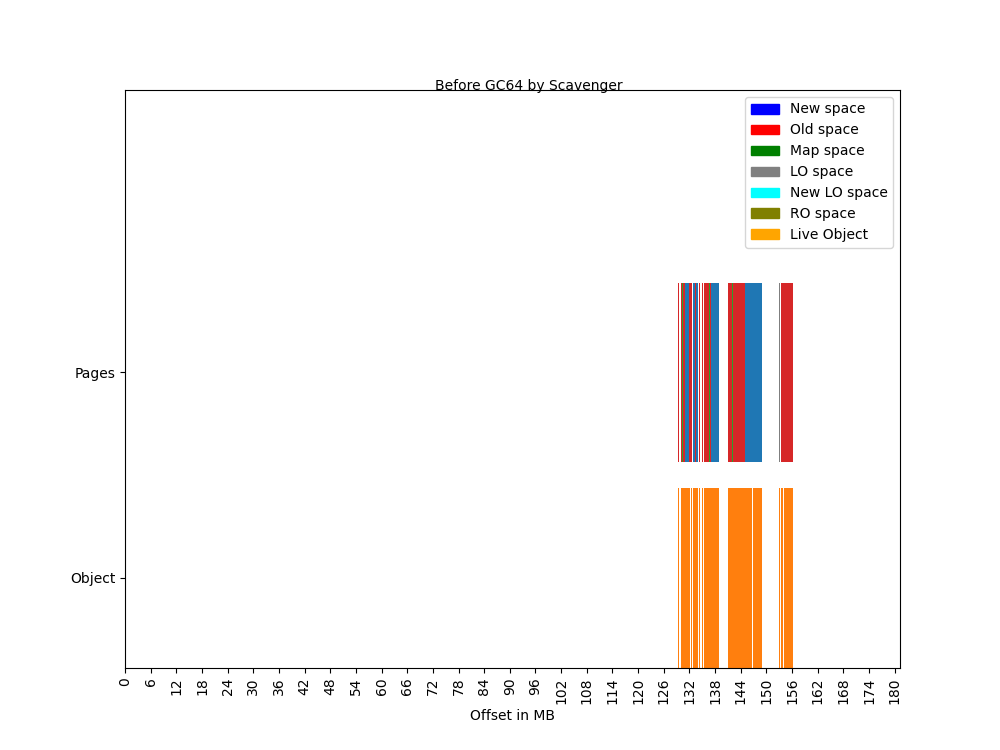 Before GC64 by Scavenger
New space
Old space
Map space
LO space
New LO space
RO space
Live Object
Pages
Object
0 6 12 18 24 30 36 42 48 54 60 66 72 78 84 90 96 102 108 114 120 126 132 138 144 150 156 162 168 174 180
Offset in MB